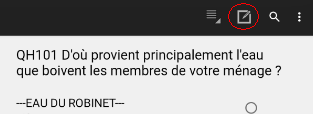 QH101 D'où provient principalement l'eau
que boivent les membres de votre ménage ?
---EAU DU ROBINET---